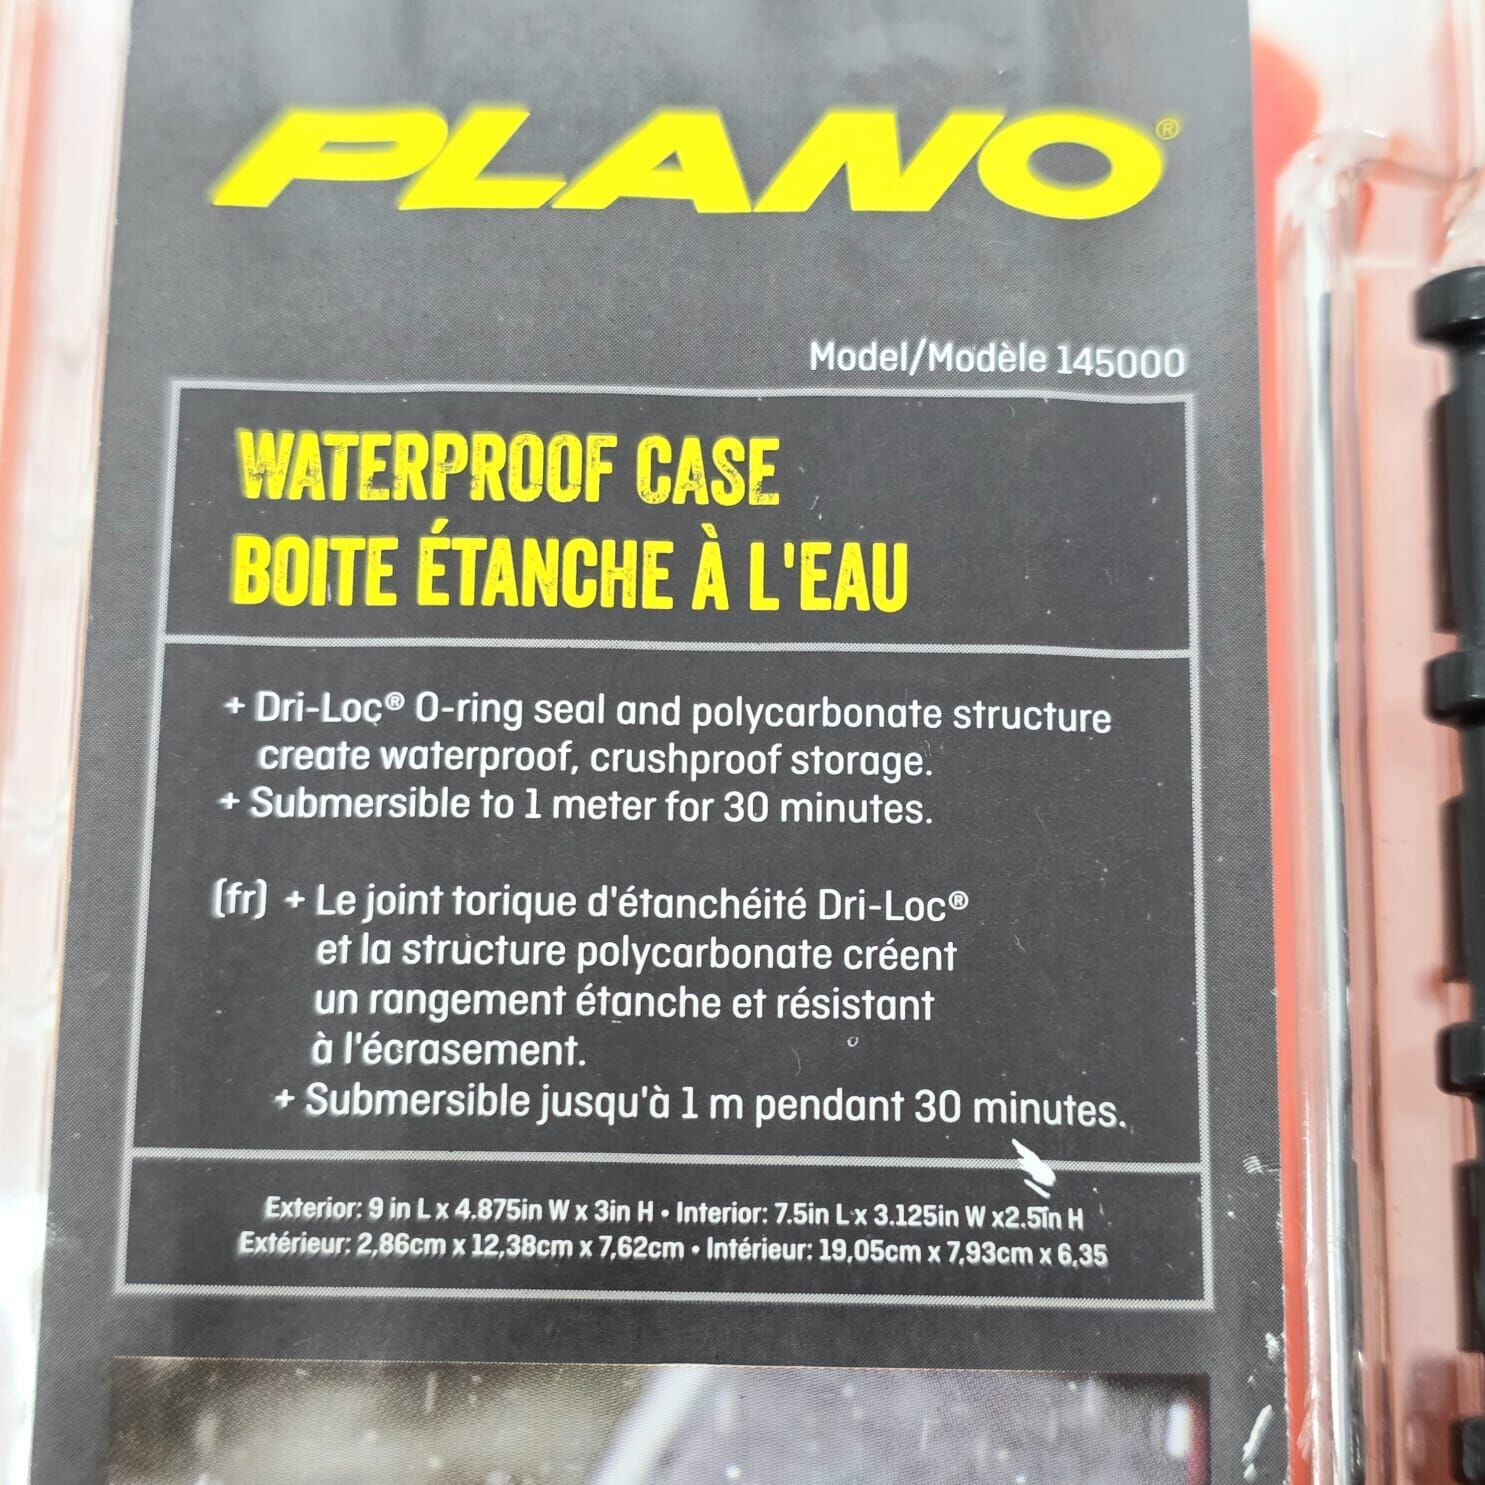 PLANO®
Model/Modèle 145000
WATERPROOF CASE
BOITE ÉTANCHE À L'EAU
+ Dri-Loc® O-ring seal and polycarbonate structure
create waterproof, crushproof storage.
+ Submersible to 1 meter for 30 minutes.
(fr) + Le joint torique d'étanchéité Dri-Loc®
et la structure polycarbonate créent
un rangement étanche et résistant
à l'écrasement.
+ Submersible jusqu'à 1 m pendant 30 minutes.
Exterior: 9 in L x 4.875in W x 3in H • Interior: 7.5in L x 3.125in W x2.5in H
Extérieur: 2,86cm x 12,38cm x 7,62cm • Intérieur: 19,05cm x 7,93cm x 6,35